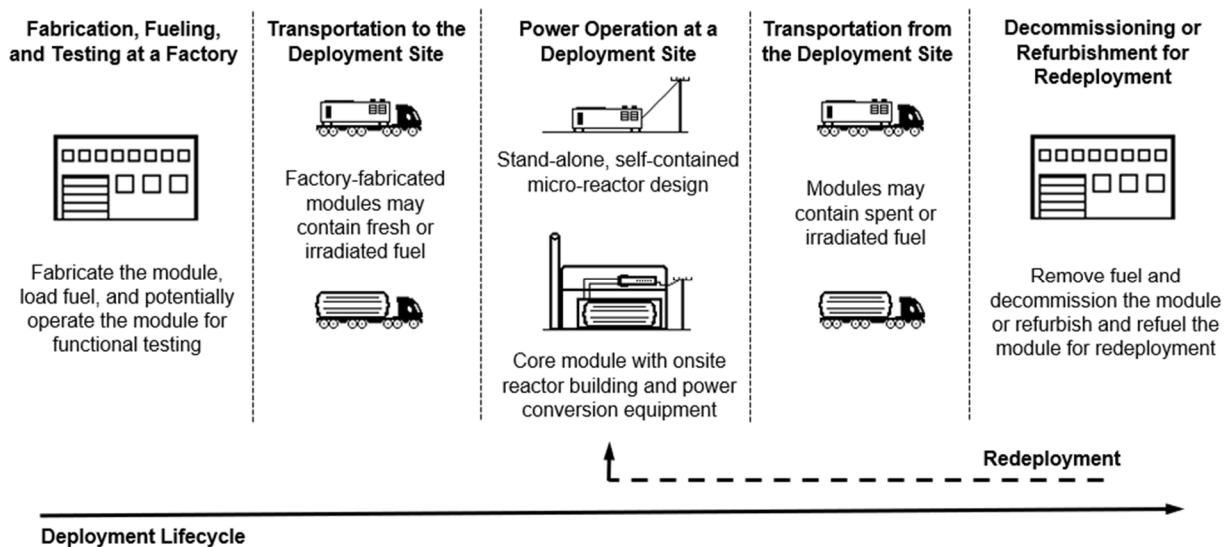 Fabrication, Fueling,
and Testing at a Factory
Fabricate the module,
load fuel, and potentially
operate the module for
functional testing
Transportation to the
Deployment Site
Factory-fabricated
modules may
contain fresh or
irradiated fuel
Power Operation at a
Deployment Site
Stand-alone, self-contained
micro-reactor design
Core module with onsite
reactor building and power
conversion equipment
Transportation from
the Deployment Site
Modules may
contain spent or
irradiated fuel
Decommissioning or
Refurbishment for
Redeployment
Remove fuel and
decommission the module
or refurbish and refuel the
module for redeployment
Redeployment
Deployment Lifecycle